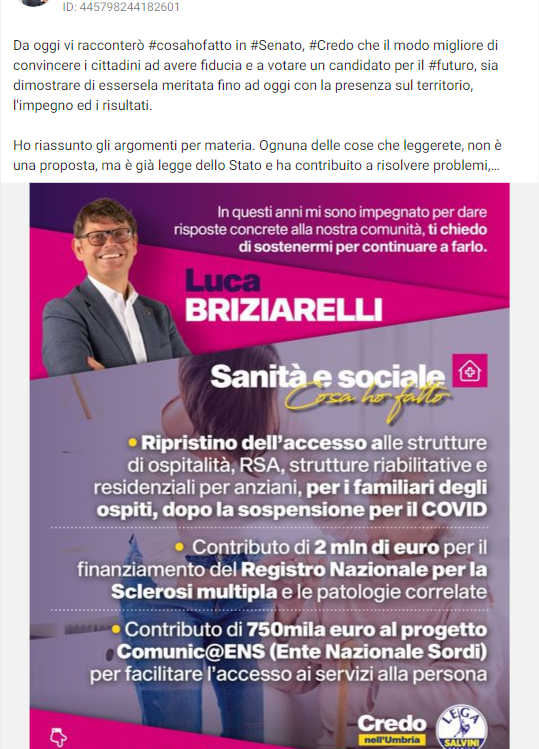 ID: 445798244182601
Da oggi vi racconterò #cosahofatto in #Senato, #Credo che il modo migliore di
convincere i cittadini ad avere fiducia e a votare un candidato per il #futuro, sia
dimostrare di essersela meritata fino ad oggi con la presenza sul territorio,
l'impegno ed i risultati.
Ho riassunto gli argomenti per materia. Ognuna delle cose che leggerete, non è
una proposta, ma è già legge dello Stato e ha contribuito a risolvere problemi,...
In questi anni mi sono impegnato per dare
risposte concrete alla nostra comunità, ti chiedo
di sostenermi per continuare a farlo.
Luca
BRIZIARELLI
Sanità e sociale
Cosa ho fatto
• Ripristino dell'accesso alle strutture
di ospitalità, RSA, strutture riabilitative e
residenziali per anziani, per i familiari degli
ospiti, dopo la sospensione per il COVID
• Contributo di 2 mln di euro per il
finanziamento del Registro Nazionale per la
Sclerosi multipla e le patologie correlate
• Contributo di 750mila euro al progetto
Comunic@ENS (Ente Nazionale Sordi)
per facilitare l'accesso ai servizi alla persona
Credo
nell'Umbria
LEGA
SALVINI